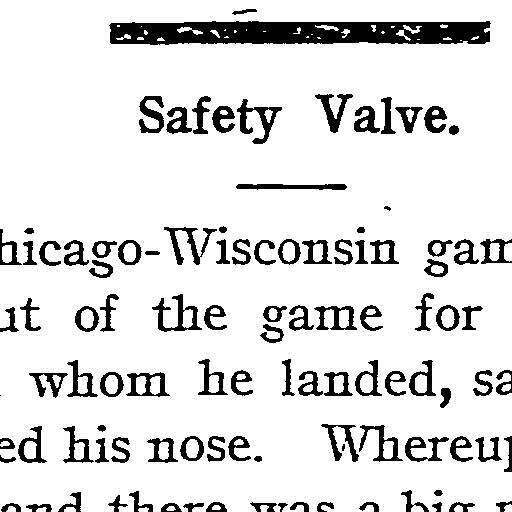 Safety Valve.
hicago-Wisconsin gam
ut of the game for
whom he landed, sa
ed his nose. Whereup
and there was a big